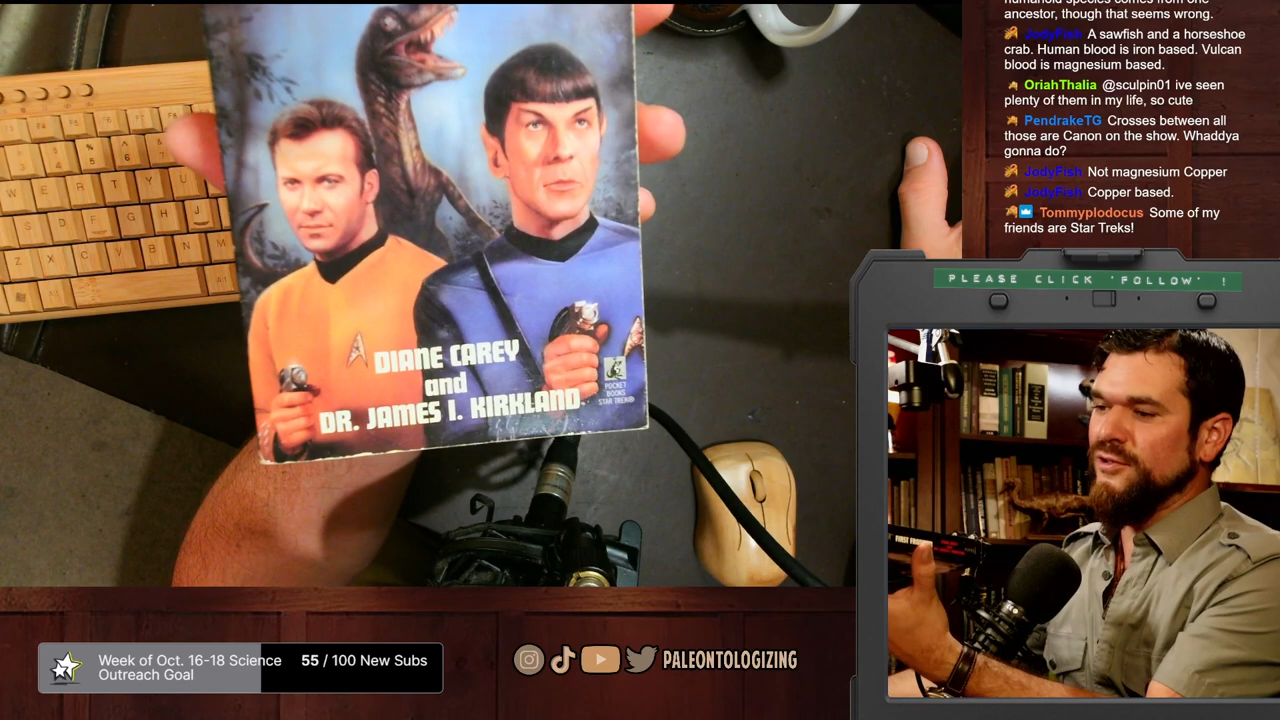 humanoid species comes from one
ancestor, though that seems wrong.
JodyFish A sawfish and a horseshoe
crab. Human blood is iron based. Vulcan
blood is magnesium based.
OriahThalia @sculpin01 ive seen
plenty of them in my life, so cute
PendrakeTG Crosses between all
those are Canon on the show. Whaddya
gonna do?
JodyFish Not magnesium Copper
JodyFish Copper based.
Tommyplodocus Some of my
friends are Star Treks!
PLEASE CLICK 'FOLLOW' !
DIANE CAREY
and
DR. JAMES I. KIRKLAND
POCKET
BOOKS
STAR TREK®
W E R T Y U
S D F G H J
Z X C V B N M
Week of Oct. 16-18 Science
Outreach Goal
55 / 100 New Subs
PALEONTOLOGIZING